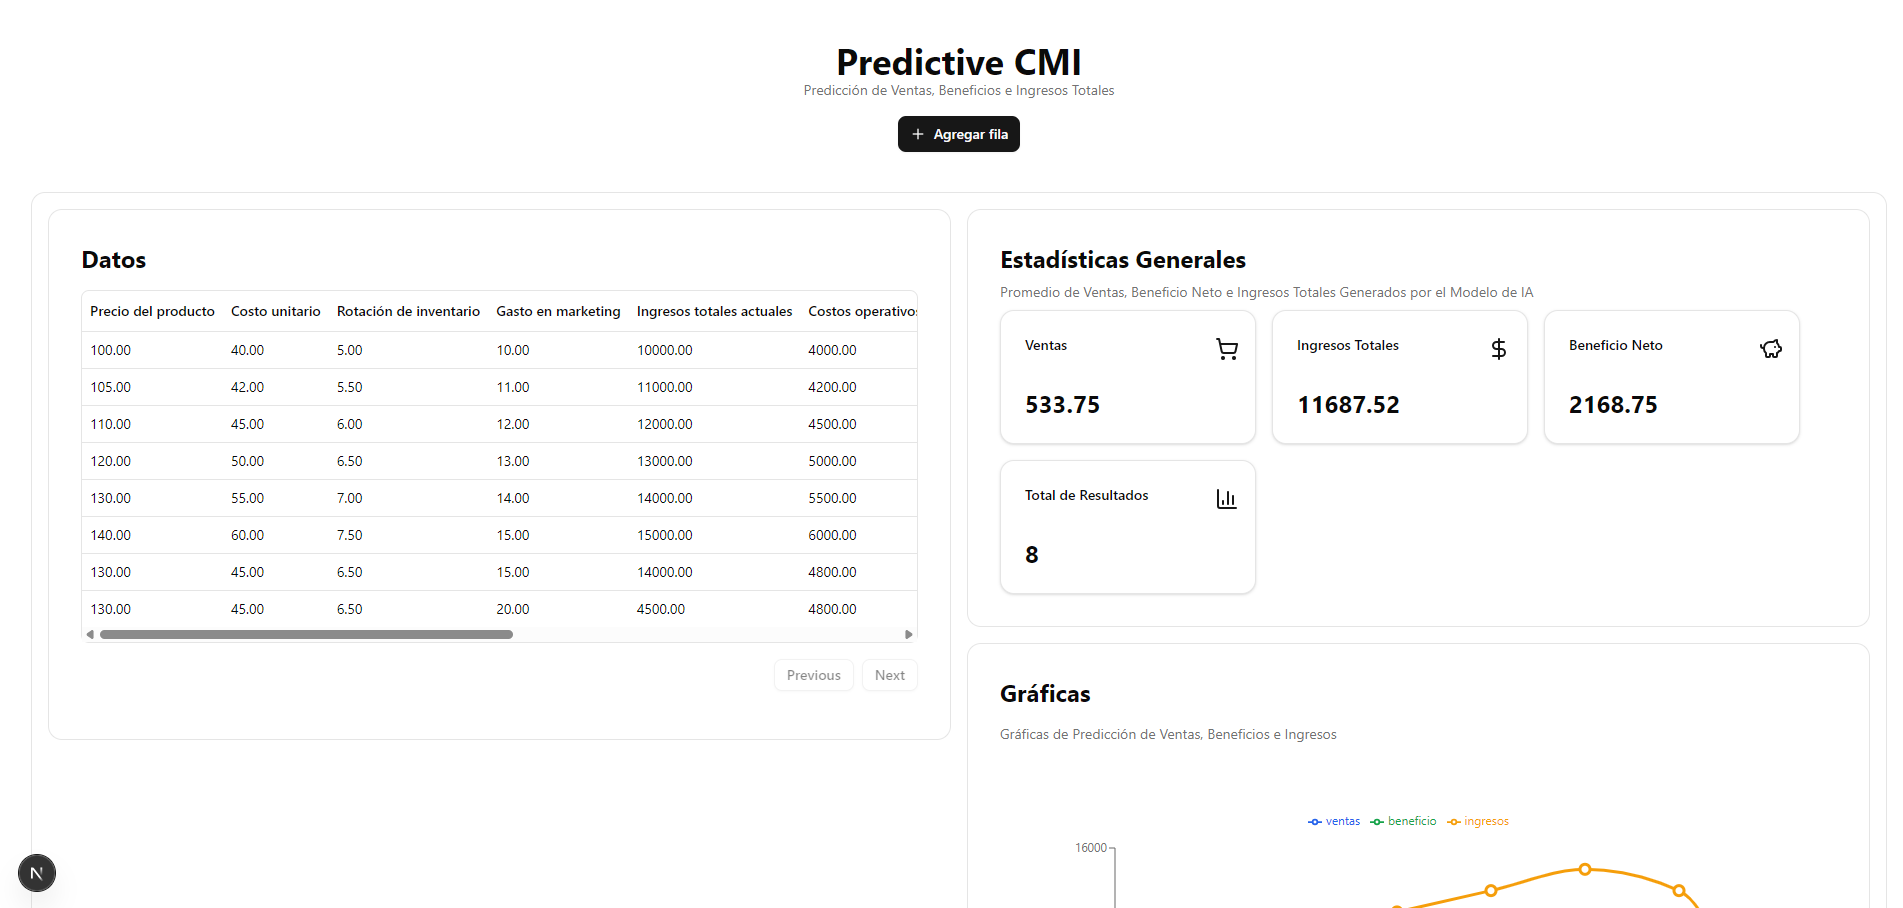 Predictive CMI
Predicción de Ventas, Beneficios e Ingresos Totales
Agregar fila
Datos
Precio del producto Costo unitario Rotación de inventario Gasto en marketing Ingresos totales actuales Costos operativos
100.00 40.00 5.00 10.00 10000.00 4000.00
105.00 42.00 5.50 11.00 11000.00 4200.00
110.00 45.00 6.00 12.00 12000.00 4500.00
120.00 50.00 6.50 13.00 13000.00 5000.00
130.00 55.00 7.00 14.00 14000.00 5500.00
140.00 60.00 7.50 15.00 15000.00 6000.00
130.00 45.00 6.50 15.00 14000.00 4800.00
130.00 45.00 6.50 20.00 4500.00 4800.00
Previous Next
Estadísticas Generales
Promedio de Ventas, Beneficio Neto e Ingresos Totales Generados por el Modelo de IA
Ventas
533.75
Ingresos Totales
11687.52
Beneficio Neto
2168.75
Total de Resultados
8
Gráficas
Gráficas de Predicción de Ventas, Beneficios e Ingresos
ventas beneficio ingresos
16000
N